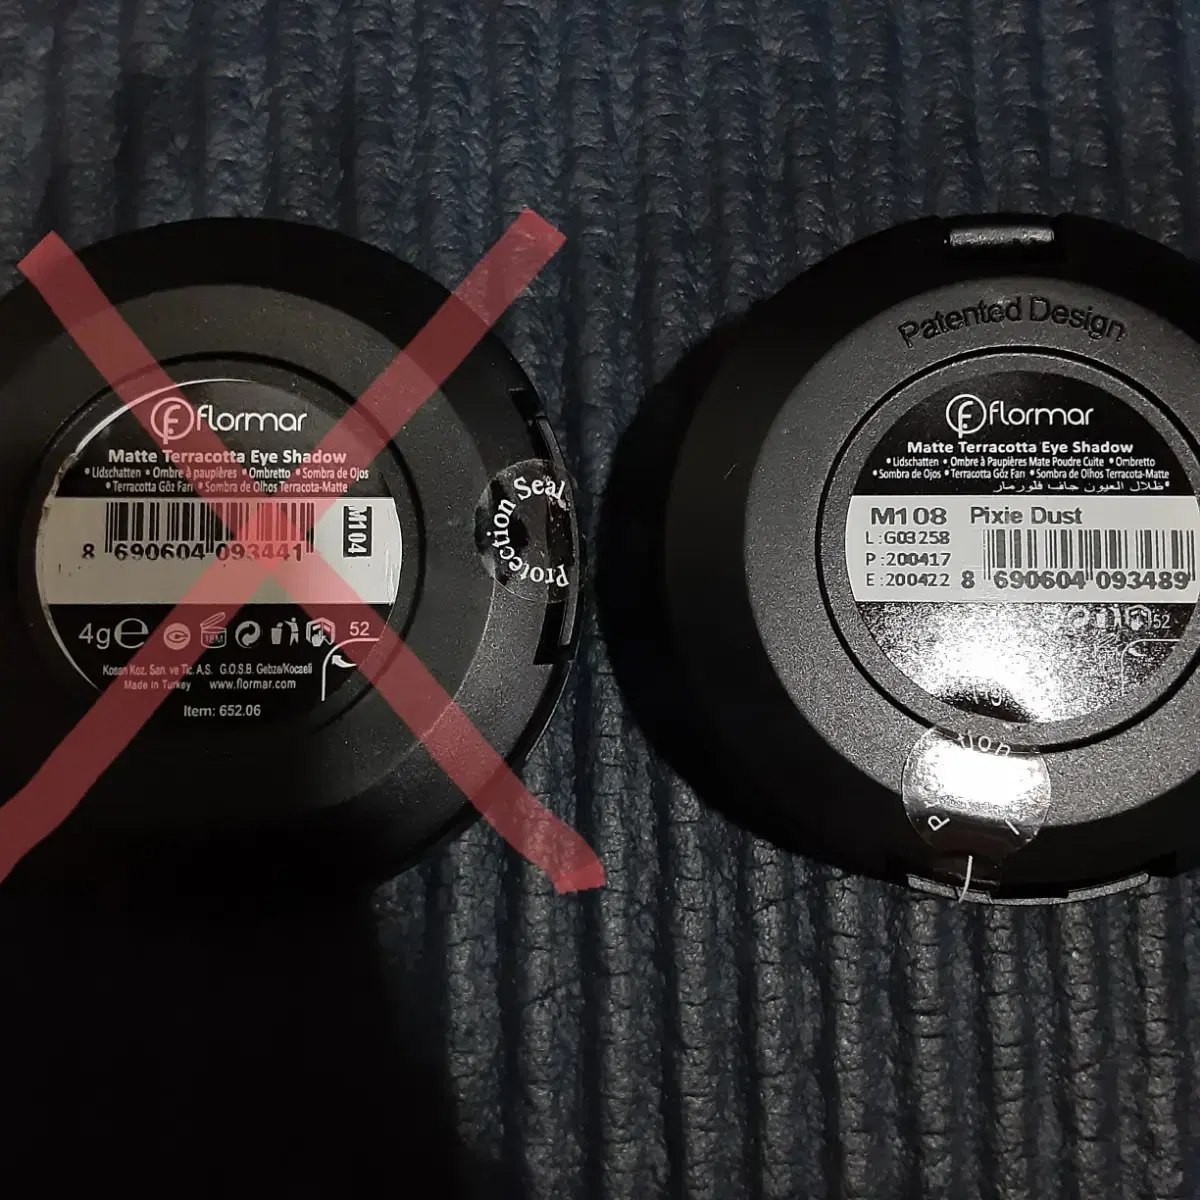 flormar
Matte Terracotta Eye Shadow
• Lidschatten • Ombre à paupières • Ombretto • Sombra de Ojos
• Terracotta Göz Farı • Sombra de Olhos Terracota-Matte
M104
8 690604 093441
4g e 52
Kosan Koz. San. ve Tic. A.S. G.O.S.B. Gebze/Kocaeli
Made in Turkey www.flormar.com
Item: 652.06
Protection Seal
Patented Design
flormar
Matte Terracotta Eye Shadow
• Lidschatten • Ombre à Paupières Mate Poudre Cuite • Ombretto
• Sombra de Ojos • Terracotta Göz Farı • Sombra de Olhos Terracota-Matte
ظلال العيون جاف فلورمار •
M108 Pixie Dust
L:G03258
P:200417
E:200422
8 690604 093489
52